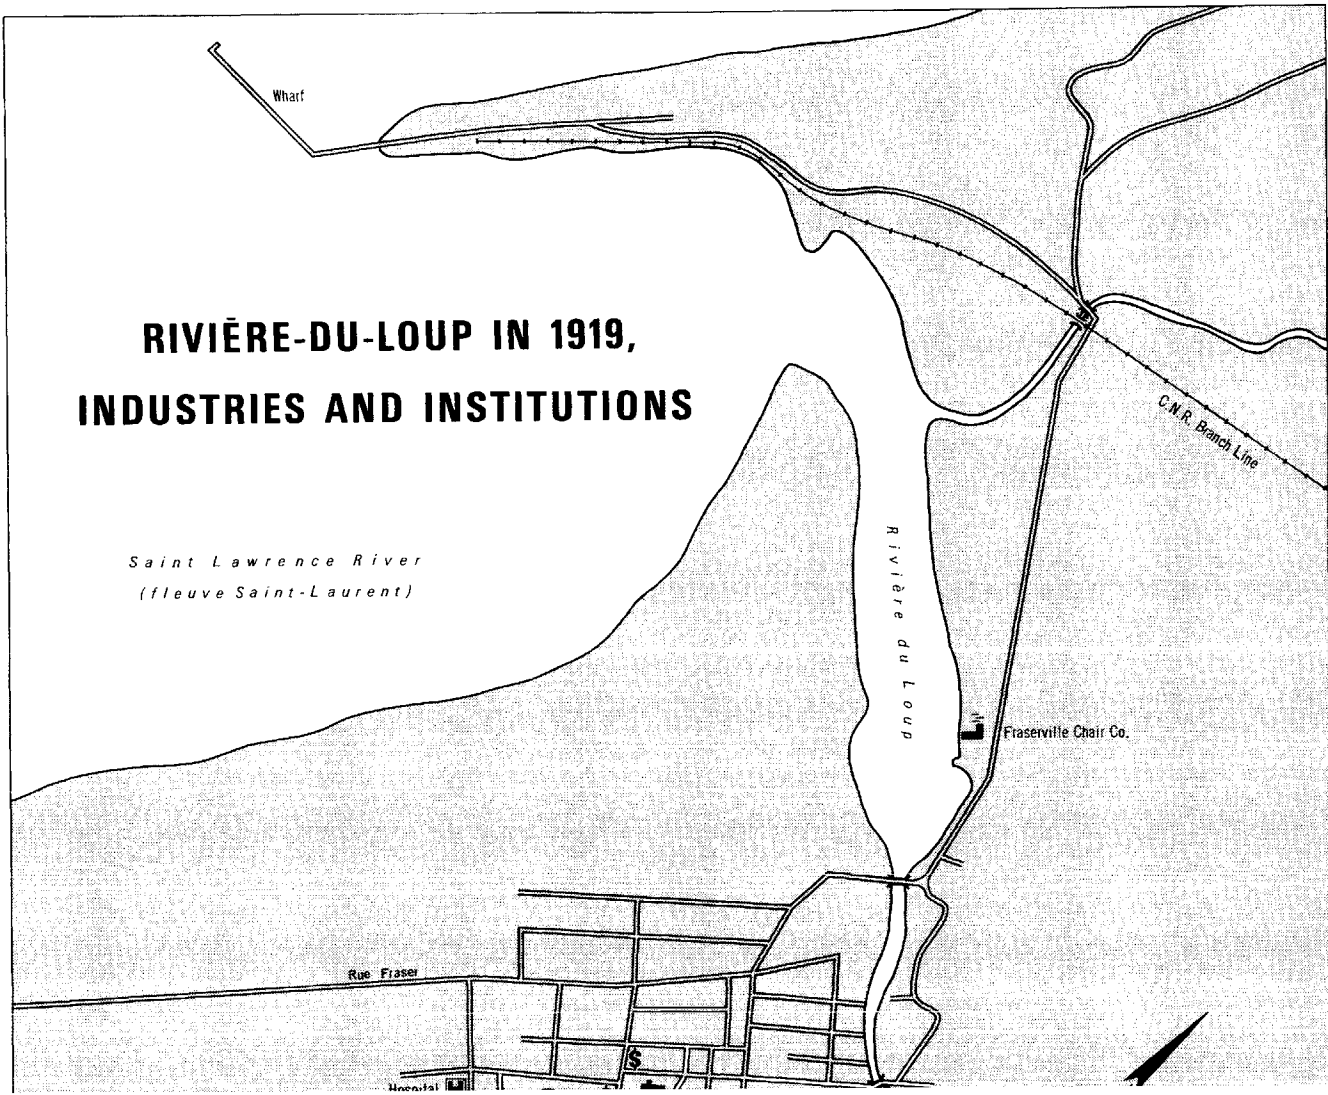 Wharf
RIVIÈRE-DU-LOUP IN 1919,
INDUSTRIES AND INSTITUTIONS
C.N.R. Branch Line
Saint Lawrence River
(fleuve Saint-Laurent)
Rivière du Loup
Fraserville Chair Co.
Rue Fraser
$
Hospital H